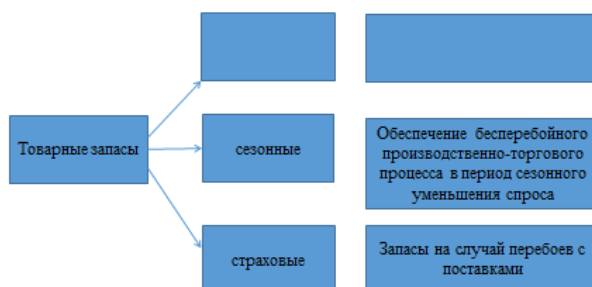 Товарные запасы
сезонные
Обеспечение бесперебойного
производственно-торгового
процесса в период сезонного
уменьшения спроса
страховые
Запасы на случай перебоев с
поставками